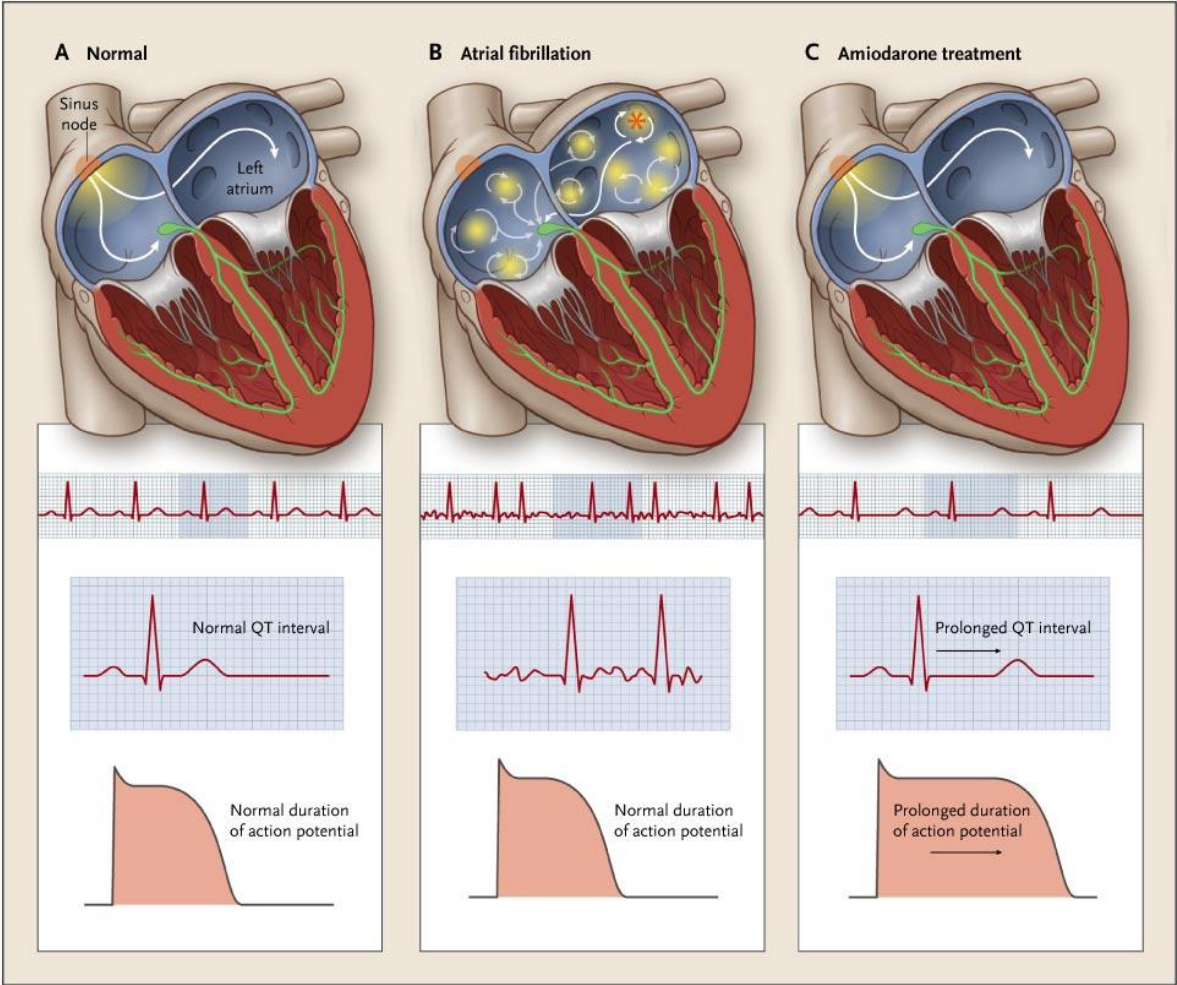 A Normal
Sinus
node
Left
atrium
Normal QT interval
Normal duration
of action potential
B Atrial fibrillation
Normal duration
of action potential
C Amiodarone treatment
Prolonged QT interval
Prolonged duration
of action potential